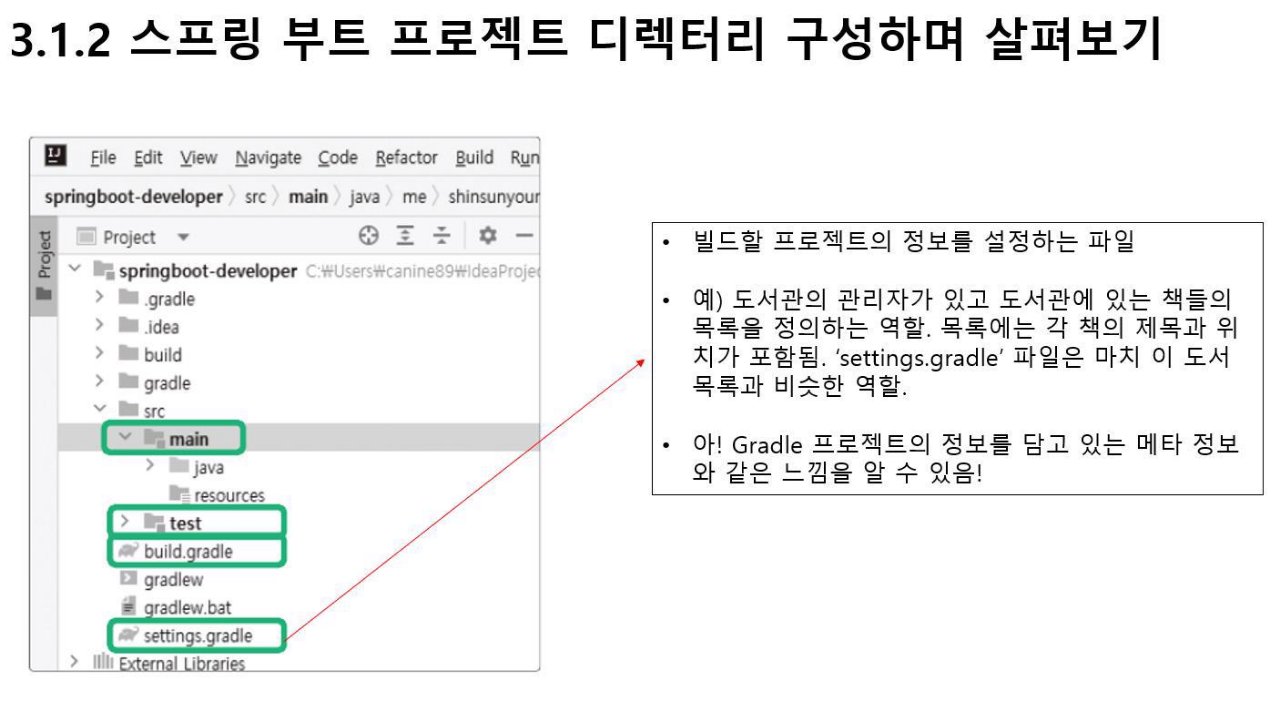 3.1.2 스프링 부트 프로젝트 디렉터리 구성하며 살펴보기
File Edit View Navigate Code Refactor Build Run
springboot-developer 〉 src 〉 main 〉 java 〉 me 〉 shinsunyour
Project
Project
springboot-developer C:₩Users₩canine89₩IdeaProjec
.gradle
.idea
build
gradle
src
main
java
resources
test
build.gradle
gradlew
gradlew.bat
settings.gradle
External Libraries
• 빌드할 프로젝트의 정보를 설정하는 파일
• 예) 도서관의 관리자가 있고 도서관에 있는 책들의
목록을 정의하는 역할. 목록에는 각 책의 제목과 위
치가 포함됨. ‘settings.gradle’ 파일은 마치 이 도서
목록과 비슷한 역할.
• 아! Gradle 프로젝트의 정보를 담고 있는 메타 정보
와 같은 느낌을 알 수 있음!